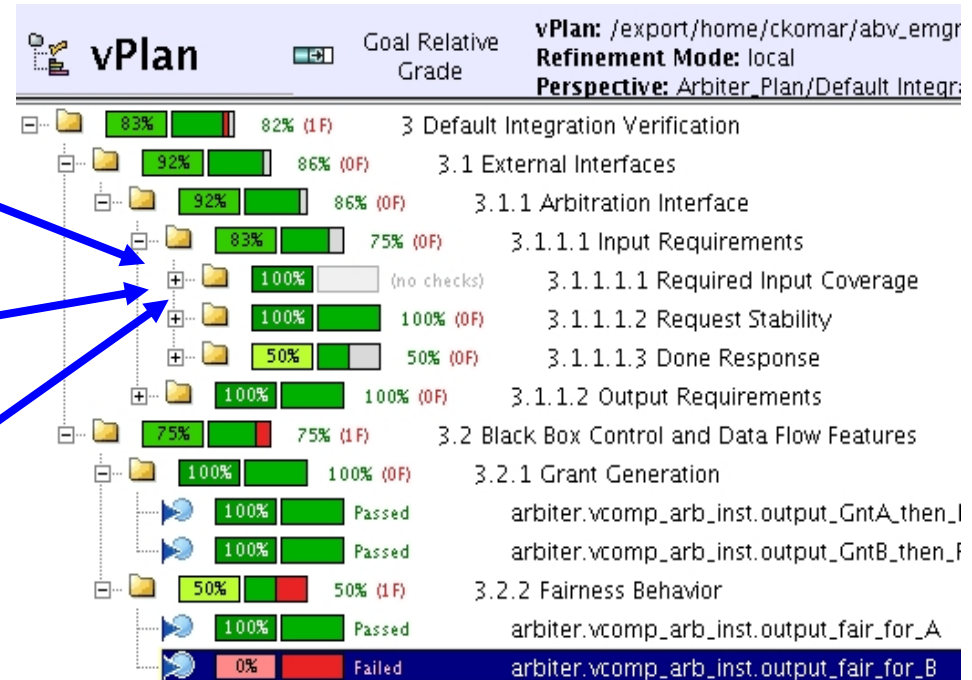 vPlan
Goal Relative
Grade
vPlan: /export/home/ckomar/abv_emgr
Refinement Mode: local
Perspective: Arbiter_Plan/Default Integra
83% 82% (1F) 3 Default Integration Verification
92% 86% (0F) 3.1 External Interfaces
92% 86% (0F) 3.1.1 Arbitration Interface
83% 75% (0F) 3.1.1.1 Input Requirements
100% (no checks) 3.1.1.1.1 Required Input Coverage
100% 100% (0F) 3.1.1.1.2 Request Stability
50% 50% (0F) 3.1.1.1.3 Done Response
100% 100% (0F) 3.1.1.2 Output Requirements
75% 75% (1F) 3.2 Black Box Control and Data Flow Features
100% 100% (0F) 3.2.1 Grant Generation
100% Passed arbiter.vcomp_arb_inst.output_GntA_then_
100% Passed arbiter.vcomp_arb_inst.output_GntB_then_
50% 50% (1F) 3.2.2 Fairness Behavior
100% Passed arbiter.vcomp_arb_inst.output_fair_for_A
0% Failed arbiter.vcomp_arb_inst.output_fair_for_B